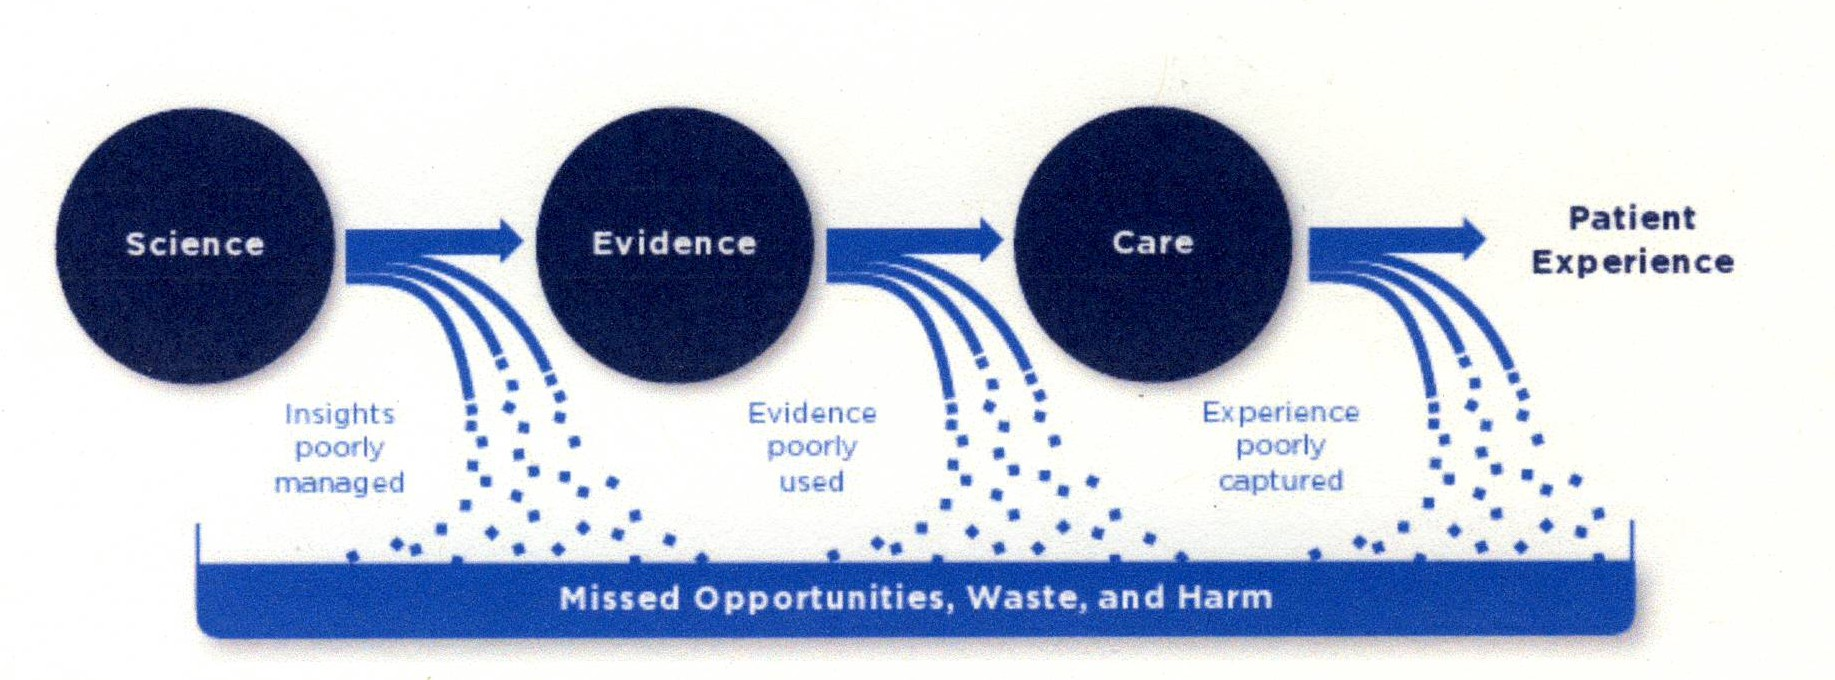 Science
Evidence
Care
Patient
Experience
Insights
poorly
managed
Evidence
poorly
used
Experience
poorly
captured
Missed Opportunities, Waste, and Harm